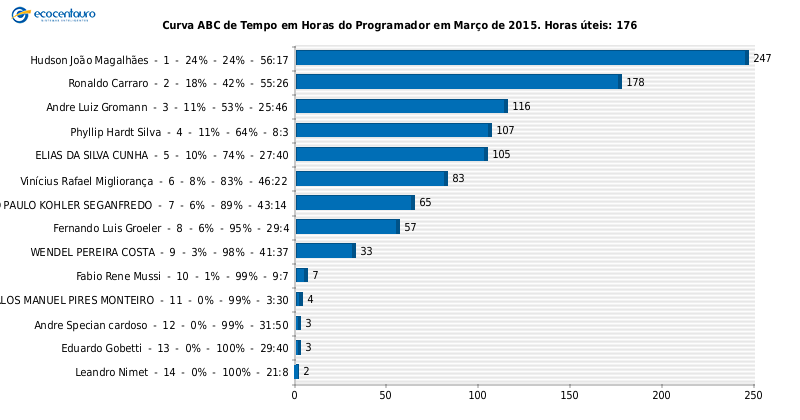 ecocentauro
Curva ABC de Tempo em Horas do Programador em Março de 2015. Horas úteis: 176
Hudson João Magalhães - 1 - 24% - 24% - 56:17 247
Ronaldo Carraro - 2 - 18% - 42% - 55:26 178
Andre Luiz Gromann - 3 - 11% - 53% - 25:46 116
Phyllip Hardt Silva - 4 - 11% - 64% - 8:3 107
ELIAS DA SILVA CUNHA - 5 - 10% - 74% - 27:40 105
Vinícius Rafael Migliorança - 6 - 8% - 83% - 46:22 83
PAULO KOHLER SEGANFREDO - 7 - 6% - 89% - 43:14 65
Fernando Luis Groeler - 8 - 6% - 95% - 29:4 57
WENDEL PEREIRA COSTA - 9 - 3% - 98% - 41:37 33
Fabio Rene Mussi - 10 - 1% - 99% - 9:7 7
LOS MANUEL PIRES MONTEIRO - 11 - 0% - 99% - 3:30 4
Andre Specian cardoso - 12 - 0% - 99% - 31:50 3
Eduardo Gobetti - 13 - 0% - 100% - 29:40 3
Leandro Nimet - 14 - 0% - 100% - 21:8 2
0 50 100 150 200 250